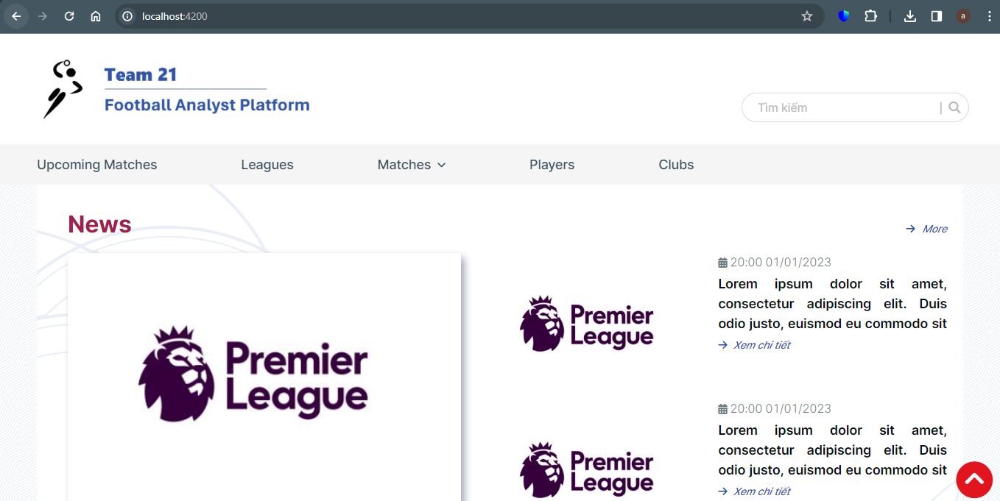 localhost:4200
a
Team 21
Football Analyst Platform
Tìm kiếm
Upcoming Matches
Leagues
Matches
Players
Clubs
News
More
Premier
League
Premier
League
20:00 01/01/2023
Lorem ipsum dolor sit amet,
consectetur adipiscing elit. Duis
odio justo, euismod eu commodo sit
Xem chi tiết
Premier
League
20:00 01/01/2023
Lorem ipsum dolor sit amet,
consectetur adipiscing elit. Duis
odio justo, euismod eu commodo sit
Xem chi tiết